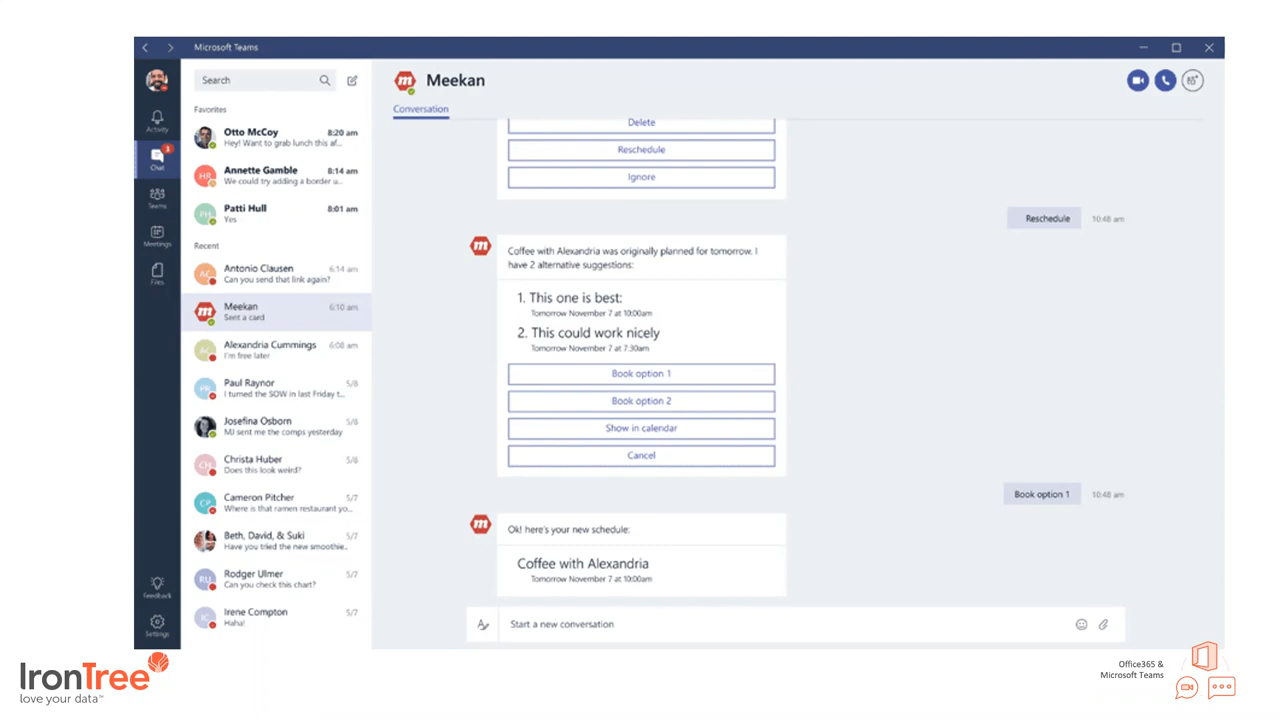 Microsoft Teams
Search
Meekan
Favorites
Conversation
Otto McCoy 8:20 am
Hey! Want to grab lunch this af...
Annette Gamble 8:14 am
We could try adding a border u...
Patti Hull 8:01 am
Yes
Recent
Antonio Clausen 6:14 am
Can you send that link again?
Meekan 6:10 am
Sent a card
Alexandria Cummings 6:08 am
I'm free later
Paul Raynor 5/8
I turned the SOW in last Friday t...
Josefina Osborn 5/8
MJ sent me the comps yesterday
Christa Huber 5/8
Does this look weird?
Cameron Pitcher 5/7
Where is that ramen restaurant yo...
Beth, David, & Suki 5/7
Have you tried the new smoothie..
Rodger Ulmer 5/7
Can you check this chart?
Irene Compton 5/7
Haha!
Activity
Chat
Teams
Meetings
Files
Feedback
Settings
Delete
Reschedule
Ignore
Reschedule 10:48 am
Coffee with Alexandria was originally planned for tomorrow. I
have 2 alternative suggestions:
1. This one is best:
Tomorrow November 7 at 10:00am
2. This could work nicely
Tomorrow November 7 at 7:30am
Book option 1
Book option 2
Show in calendar
Cancel
Book option 1 10:48 am
Ok! here's your new schedule:
Coffee with Alexandria
Tomorrow November 7 at 10:00am
Start a new conversation
IronTree
love your data™
Office365 &
Microsoft Teams